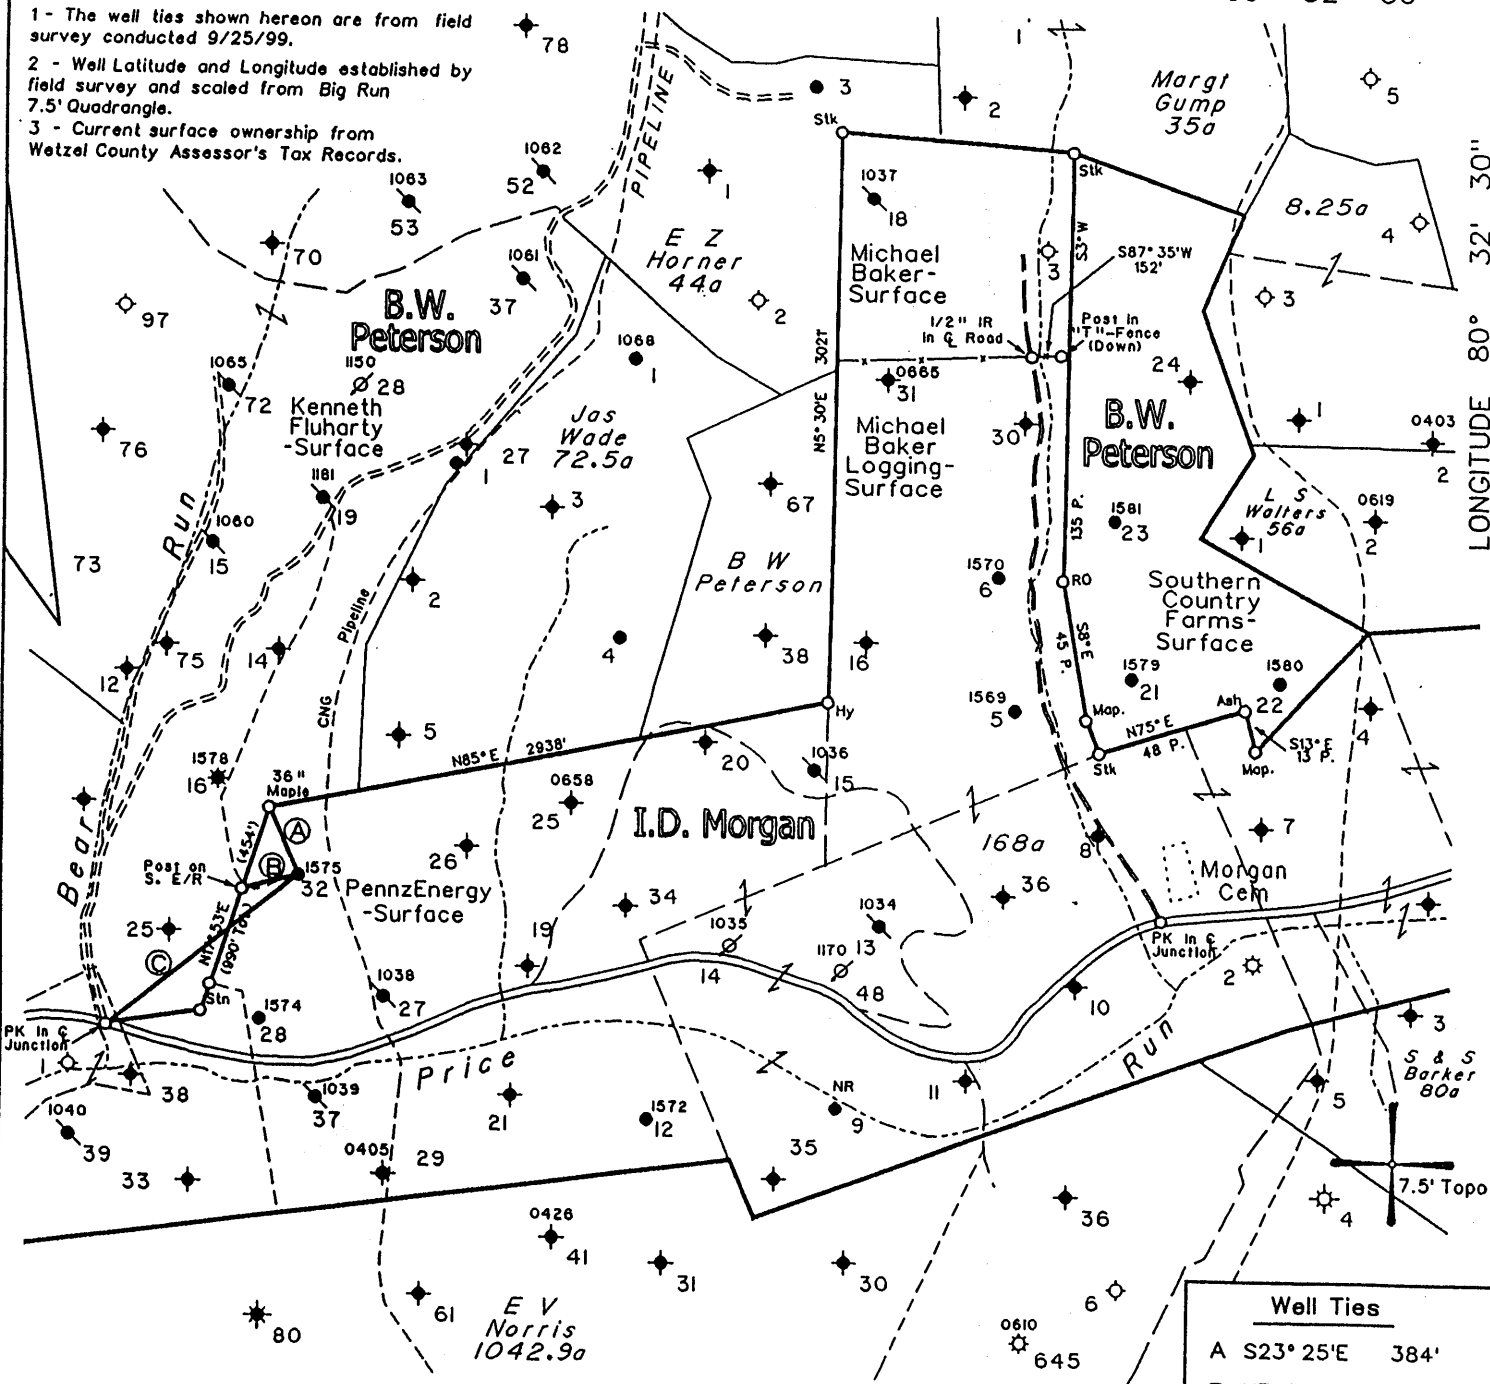 1 - The well ties shown hereon are from field
survey conducted 9/25/99.
2 - Well Latitude and Longitude established by
field survey and scaled from Big Run
7.5' Quadrangle.
3 - Current surface ownership from
Wetzel County Assessor's Tax Records.
78
PIPELINE
3
Stk
2
1
Margt
Gump
35a
5
LONGITUDE 80° 32' 30"
1062
52
1063
53
1
1037
18
Stk
8.25a
4
70
1061
37
E Z
Horner
44a
2
Michael
Baker-
Surface
S3° W
3
S87° 35'W
152'
3
97
B.W.
Peterson
1150
28
1068
1
3021'
N5° 30'E
1/2" IR
In ℄ Road
Post In
"T"-Fence
(Down)
24
1065
72
Kenneth
Fluharty
-Surface
Jas
Wade
72.5a
0665
31
Michael
Baker
Logging-
Surface
30
B.W.
Peterson
1
0403
2
76
27
1
1181
19
3
67
L S
Walters
56a
1
0619
2
Run
1060
15
73
135 P.
1581
23
2
B W
Peterson
1570
6
RO
Southern
Country
Farms-
Surface
Pipeline
75
14
12
4
38
16
S8°E
45 P.
1579
21
1580
22
CNG
5
N85° E 2938'
Hy
1569
5
Map.
Ash
N75° E
48 P.
Stk
S13° E
13 P.
Map.
4
1578
16
36"
Maple
20
1036
15
0658
25
I.D. Morgan
Bear
(454')
A
B
Post on
S. E/R
1575
32
26
PennzEnergy
-Surface
34
168a
8
7
Morgan
Cem
36
25
N17° 53'E
(990' Tot.)
C
19
1035
14
1034
13
1170
48
PK In ℄
Junction
2
Stn
1038
27
1574
28
10
PK In ℄
Junction
1
Price
Run
3
38
1039
37
21
1572
12
NR
9
11
S & S
Barker
80a
5
1040
39
33
0405
29
35
36
4
7.5' Topo
0426
41
31
30
6
80
61
E V
Norris
1042.9a
0610
645
Well Ties
A S23° 25'E 384'